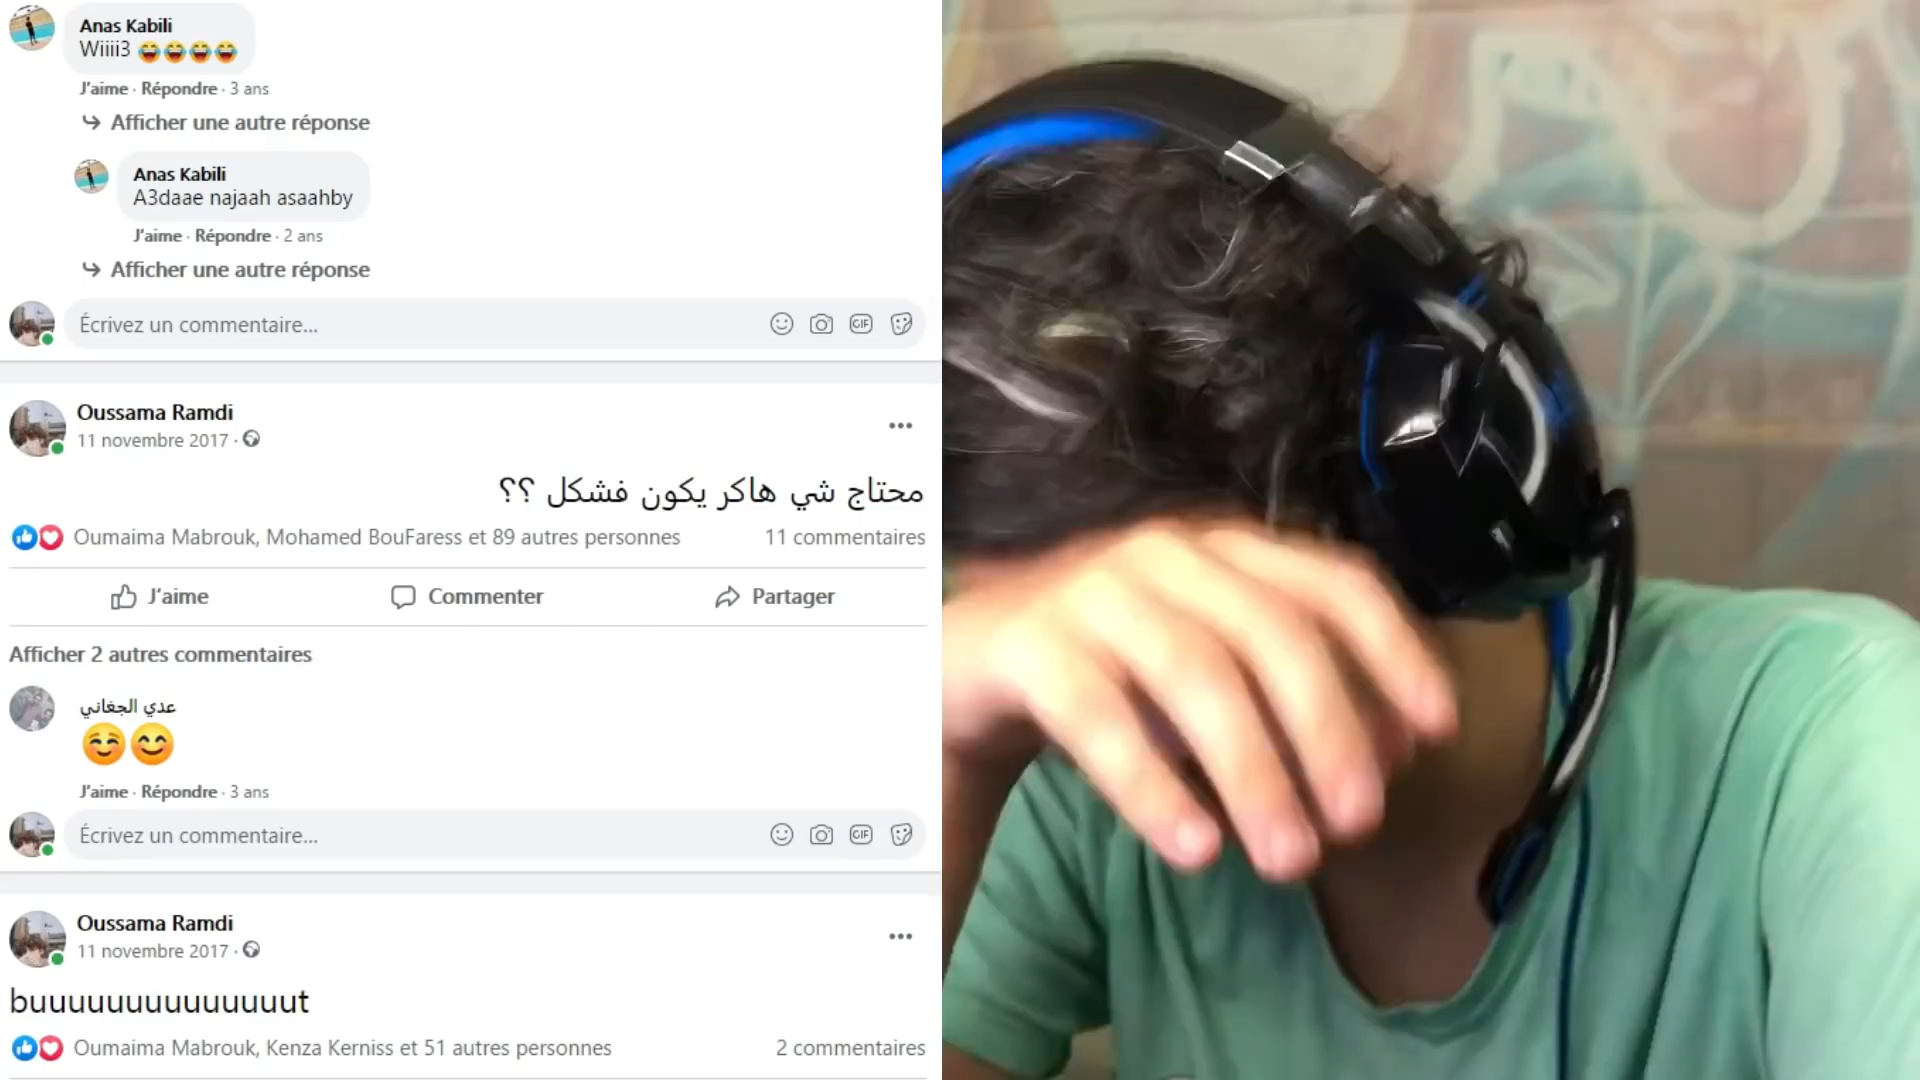 Anas Kabili
Wiiii3 😂😂😂😂
J'aime · Répondre · 3 ans
Afficher une autre réponse
Anas Kabili
A3daae najaah asaahby
J'aime · Répondre · 2 ans
Afficher une autre réponse
Écrivez un commentaire...
GIF
Oussama Ramdi
11 novembre 2017 ·
محتاج شي هاكر يكون فشكل ؟؟
Oumaima Mabrouk, Mohamed BouFaress et 89 autres personnes
11 commentaires
J'aime
Commenter
Partager
Afficher 2 autres commentaires
عدي الجغاني
😊😊
J'aime · Répondre · 3 ans
Écrivez un commentaire...
GIF
Oussama Ramdi
11 novembre 2017 ·
buuuuuuuuuuuuuut
Oumaima Mabrouk, Kenza Kerniss et 51 autres personnes
2 commentaires